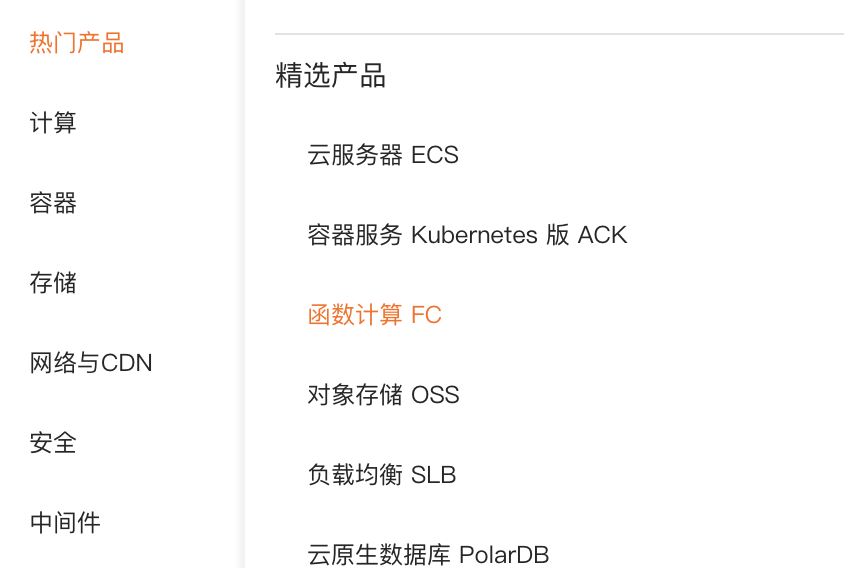 热门产品
计算
容器
存储
网络与CDN
安全
中间件
精选产品
云服务器 ECS
容器服务 Kubernetes 版 ACK
函数计算 FC
对象存储 OSS
负载均衡 SLB
云原生数据库 PolarDB